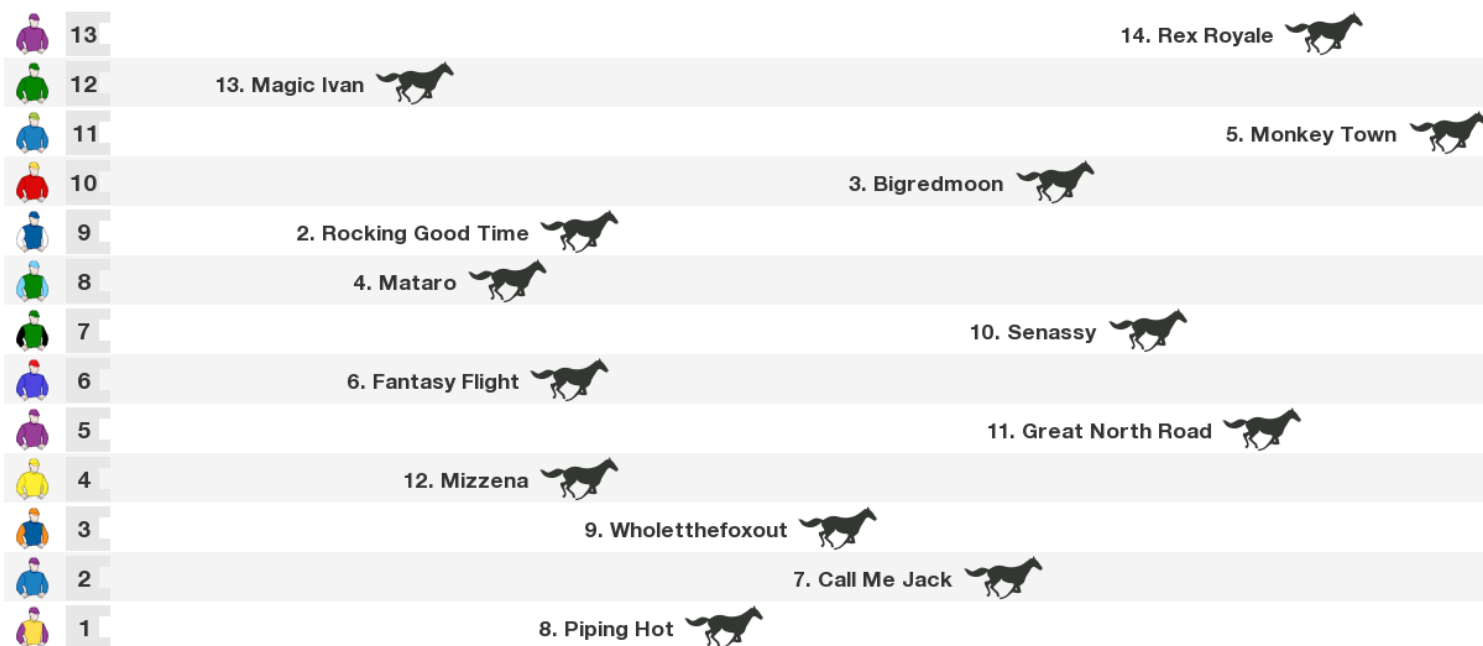 13 14. Rex Royale
12 13. Magic Ivan
11 5. Monkey Town
10 3. Bigredmoon
9 2. Rocking Good Time
8 4. Mataro
7 10. Senassy
6 6. Fantasy Flight
5 11. Great North Road
4 12. Mizzena
3 9. Wholetthefoxout
2 7. Call Me Jack
1 8. Piping Hot